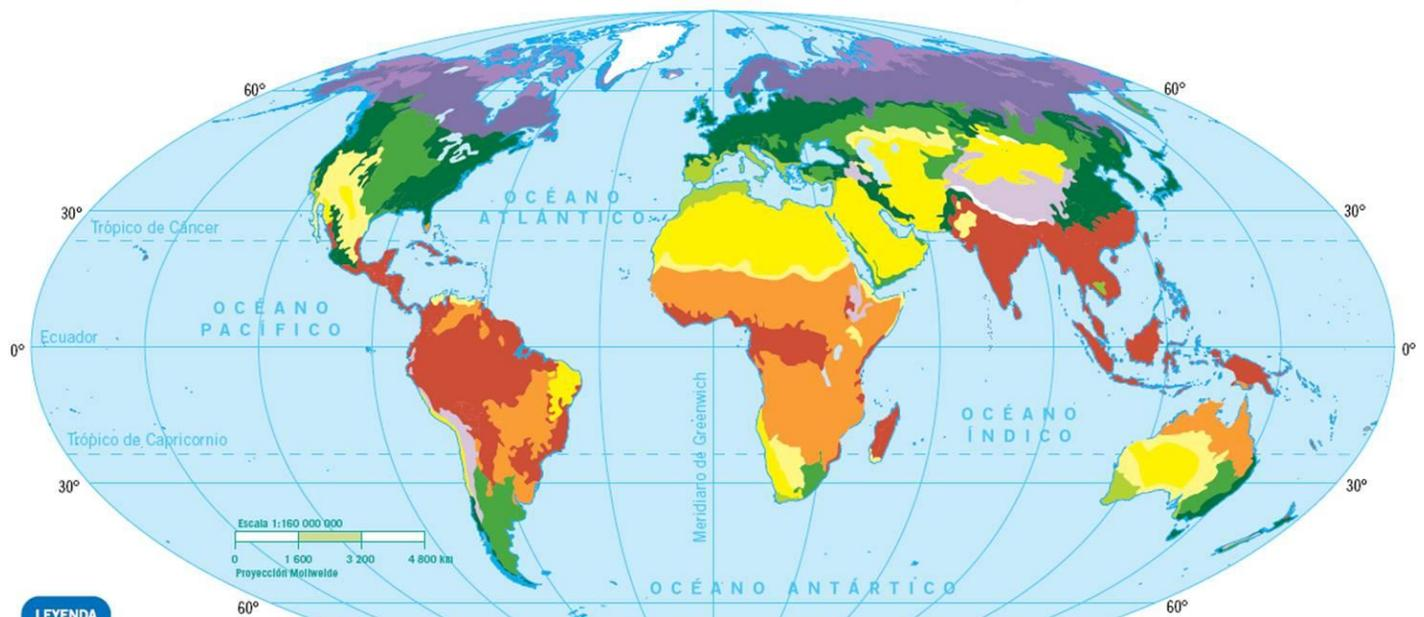 60°
60°
OCÉANO
ATLÁNTICO
30°
30°
Trópico de Cáncer
OCÉANO
PACÍFICO
Ecuador
0°
0°
OCÉANO
ÍNDICO
Trópico de Capricornio
Meridiano de Greenwich
30°
30°
Escala 1:160 000 000
0 1 600 3 200 4 800 km
Proyección Mollweide
OCÉANO ANTÁRTICO
60°
60°
LEYENDA